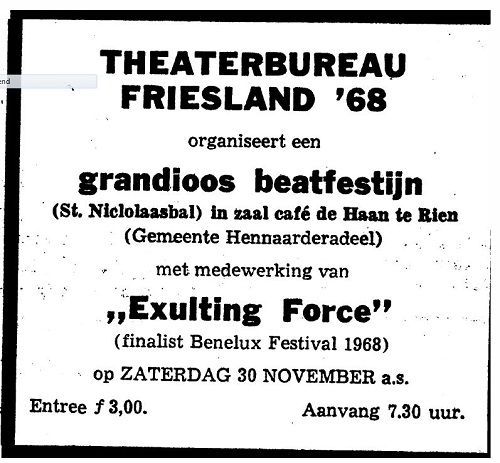 THEATERBUREAU
FRIESLAND '68
organiseert een
grandioos beatfestijn
(St. Niclolaasbal) in zaal café de Haan te Rien
(Gemeente Hennaarderadeel)
met medewerking van
„Exulting Force”
(finalist Benelux Festival 1968)
op ZATERDAG 30 NOVEMBER a.s.
Entree ƒ 3,00. Aanvang 7.30 uur.